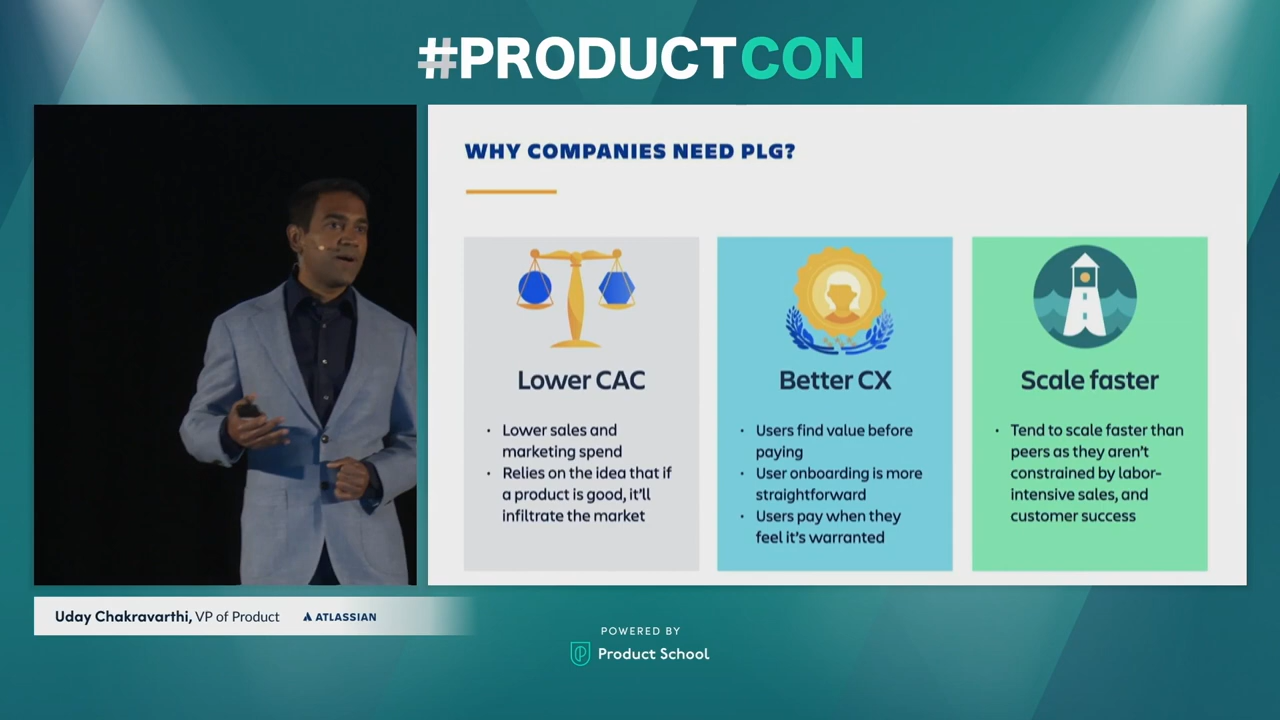 #PRODUCTCON
WHY COMPANIES NEED PLG?
Lower CAC
• Lower sales and
marketing spend
• Relies on the idea that if
a product is good, it'll
infiltrate the market
Better CX
• Users find value before
paying
• User onboarding is more
straightforward
• Users pay when they
feel it's warranted
Scale faster
• Tend to scale faster than
peers as they aren't
constrained by labor-
intensive sales, and
customer success
Uday Chakravarthi, VP of Product ATLASSIAN
POWERED BY
Product School